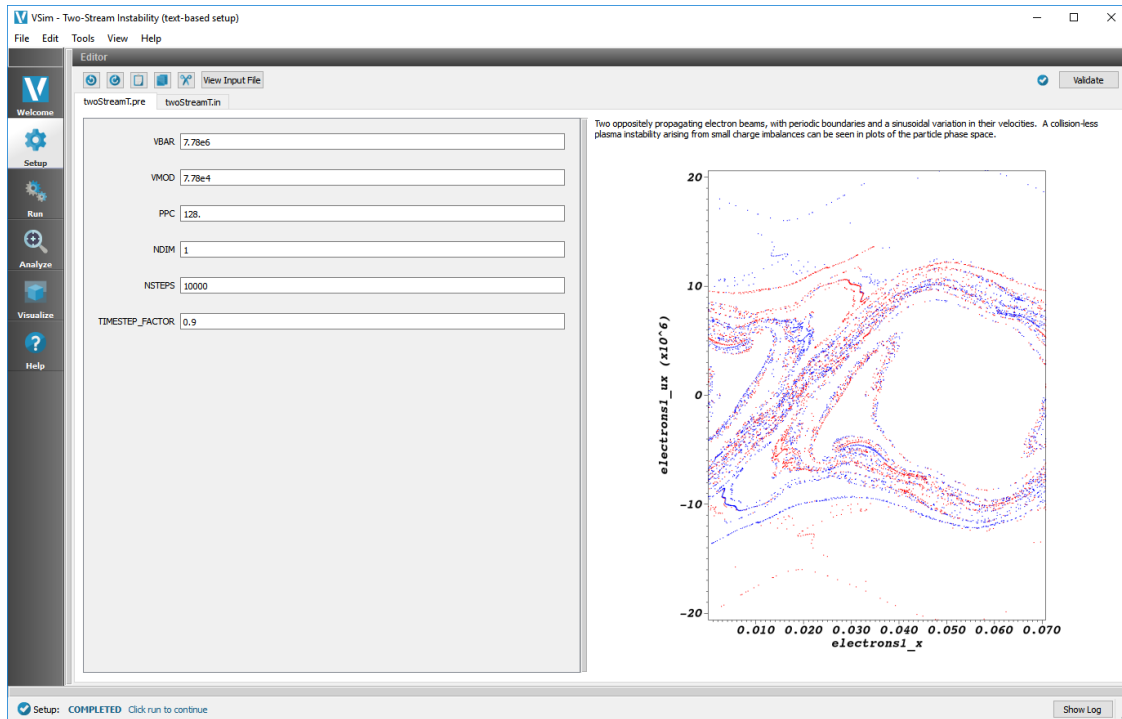 VSim - Two-Stream Instability (text-based setup)
File Edit Tools View Help
Editor
View Input File
Validate
twoStreamT.pre twoStreamT.in
Welcome
Setup
Run
Analyze
Visualize
Help
VBAR 7.78e6
VMOD 7.78e4
PPC 128.
NDIM 1
NSTEPS 10000
TIMESTEP_FACTOR 0.9
Two oppositely propagating electron beams, with periodic boundaries and a sinusoidal variation in their velocities. A collision-less
plasma instability arising from small charge imbalances can be seen in plots of the particle phase space.
20
10
0
-10
-20
electrons1_ux (x10^6)
0.010 0.020 0.030 0.040 0.050 0.060 0.070
electrons1_x
Setup: COMPLETED Click run to continue
Show Log